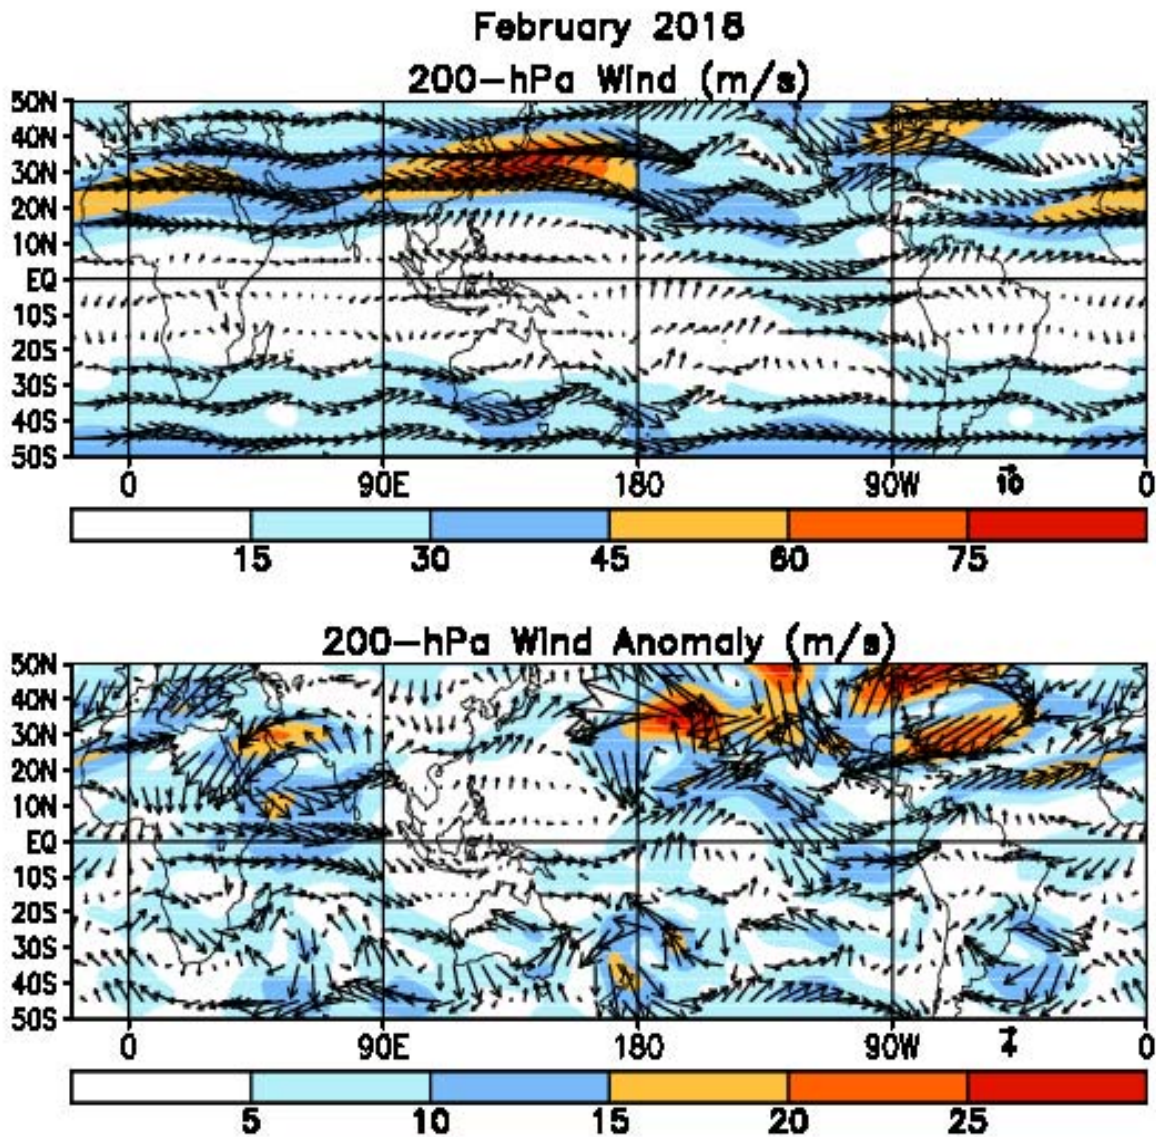 February 2018
200-hPa Wind (m/s)
50N
40N
30N
20N
10N
EQ
10S
20S
30S
40S
50S
0 90E 180 90W 10 0
15 30 45 60 75
200-hPa Wind Anomaly (m/s)
50N
40N
30N
20N
10N
EQ
10S
20S
30S
40S
50S
0 90E 180 90W 4 0
5 10 15 20 25